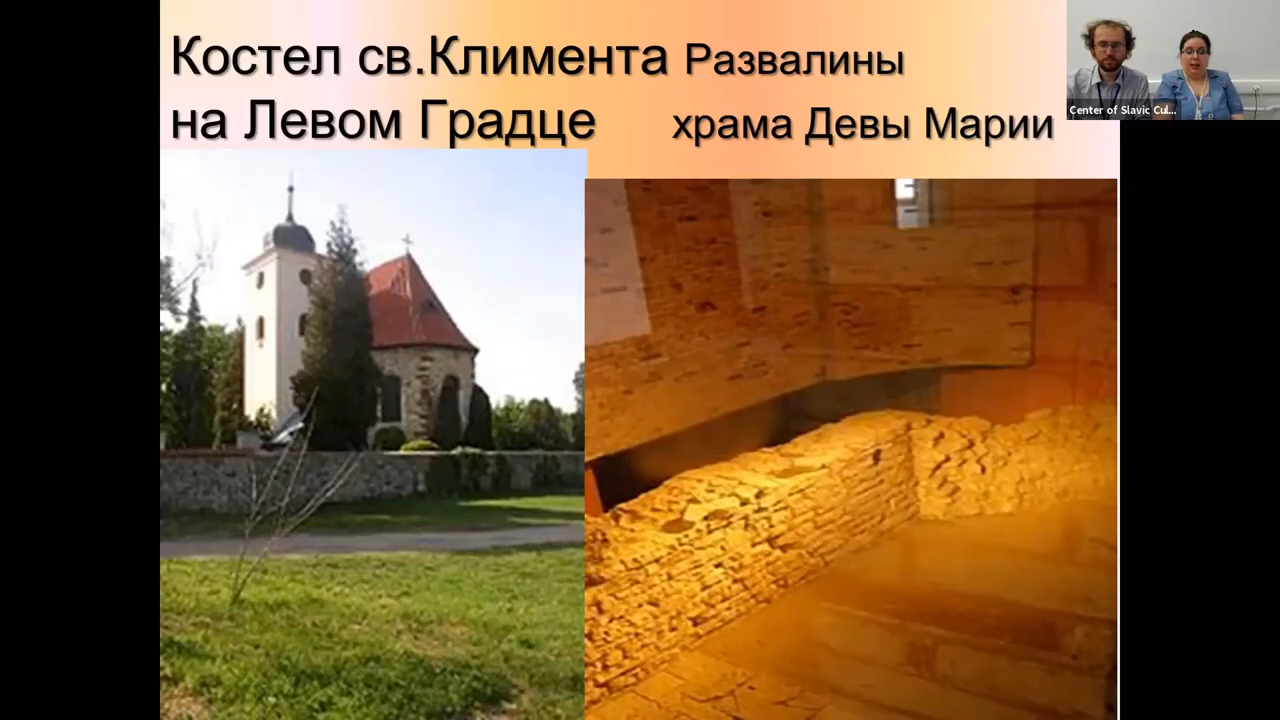 Костел св.Климента Развалины
на Левом Градце храма Девы Марии
Center of Slavic Cul...